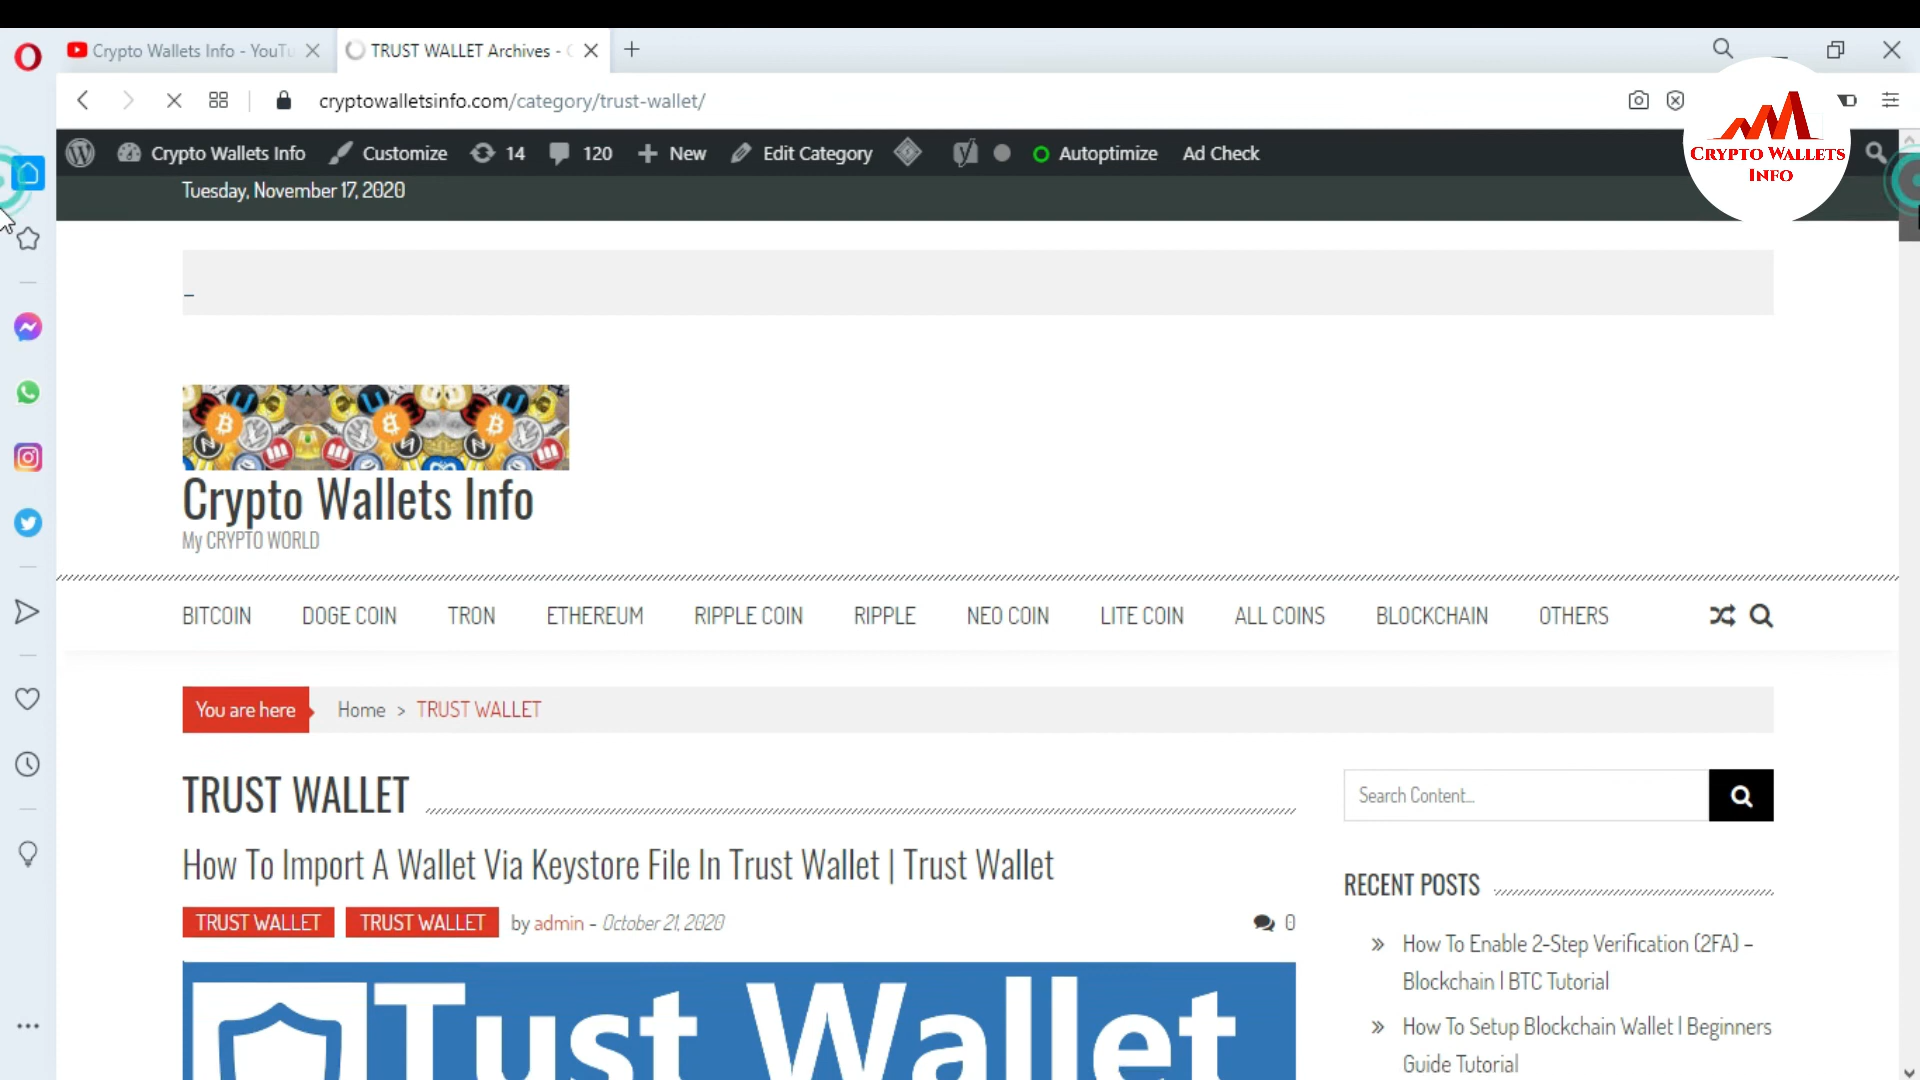 Crypto Wallets Info - YouTu
TRUST WALLET Archives -
cryptowalletsinfo.com/category/trust-wallet/
CRYPTO WALLETS
INFO
Crypto Wallets Info Customize 14 120 New Edit Category Autoptimize Ad Check
Tuesday, November 17, 2020
Crypto Wallets Info
My CRYPTO WORLD
BITCOIN DOGE COIN TRON ETHEREUM RIPPLE COIN RIPPLE NEO COIN LITE COIN ALL COINS BLOCKCHAIN OTHERS
You are here Home > TRUST WALLET
TRUST WALLET
Search Content...
How To Import A Wallet Via Keystore File In Trust Wallet | Trust Wallet
TRUST WALLET TRUST WALLET by admin - October 21, 2020 0
Tust Wallet
RECENT POSTS
» How To Enable 2-Step Verification (2FA) –
Blockchain | BTC Tutorial
» How To Setup Blockchain Wallet | Beginners
Guide Tutorial